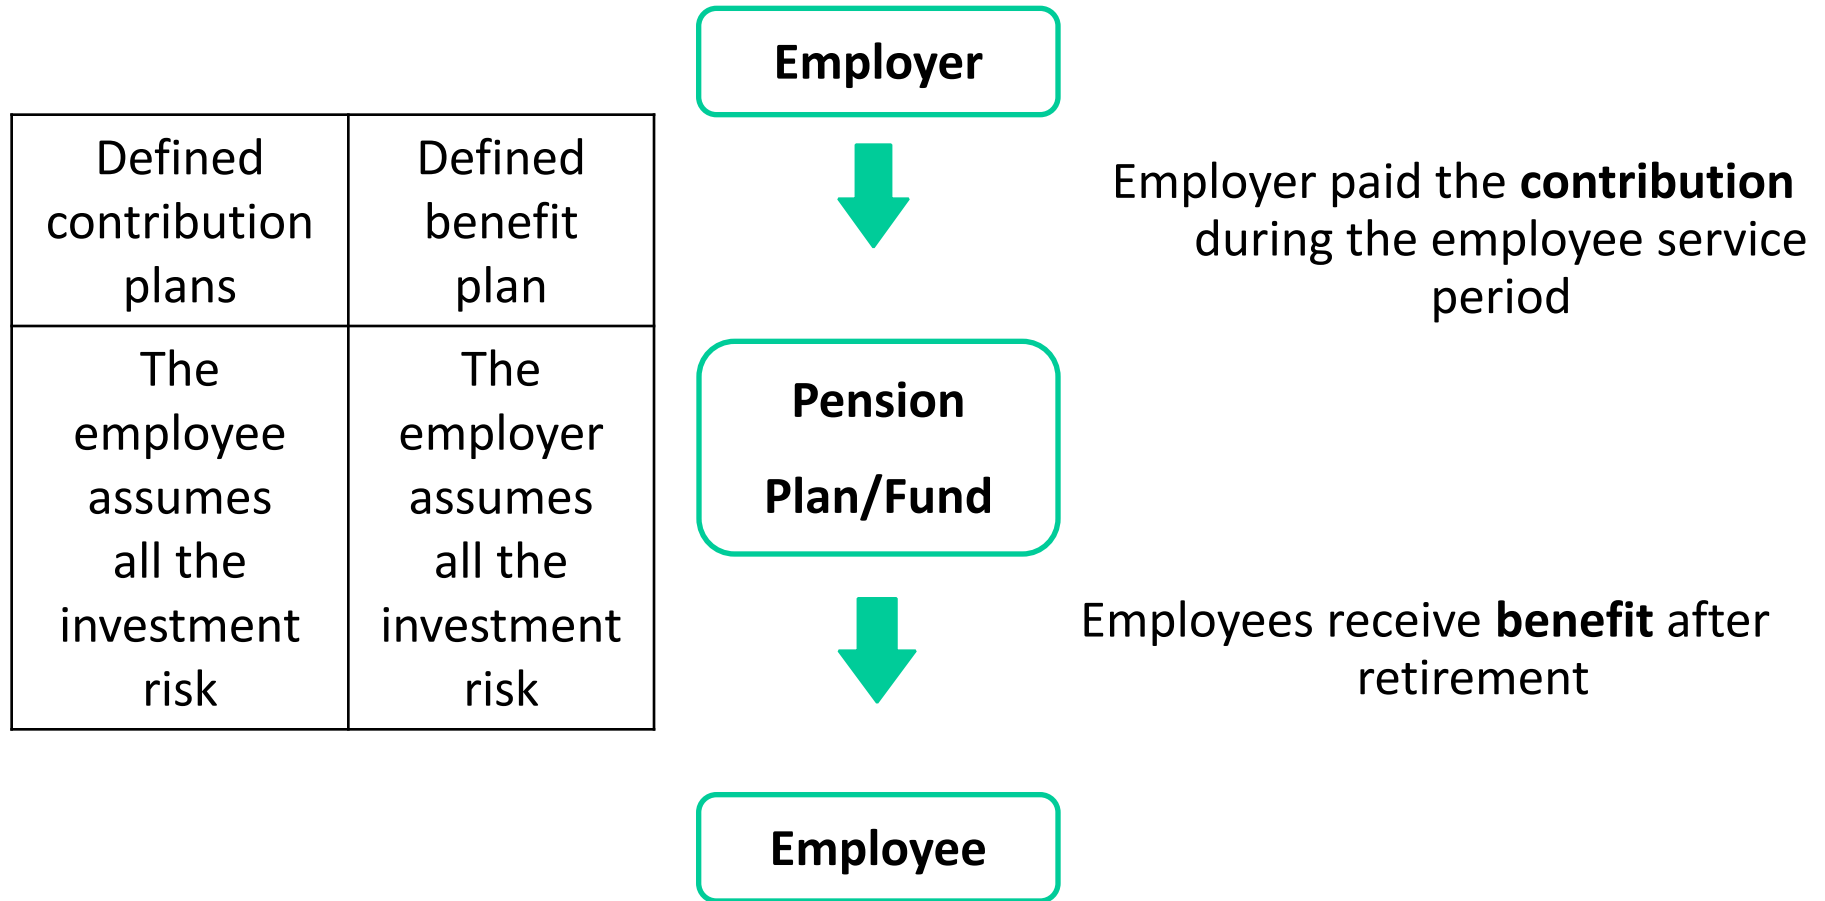 Employer
Defined
contribution
plans
Defined
benefit
plan
The
employee
assumes
all the
investment
risk
The
employer
assumes
all the
investment
risk
Employer paid the contribution
during the employee service
period
Pension
Plan/Fund
Employees receive benefit after
retirement
Employee